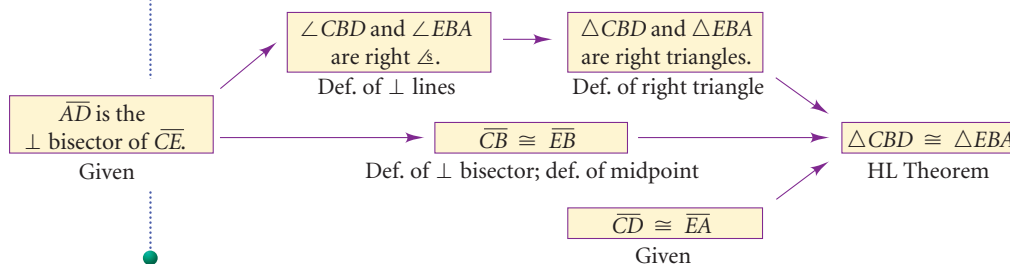 ∠CBD and ∠EBA
are right ∠s.
Def. of ⊥ lines
△CBD and △EBA
are right triangles.
Def. of right triangle
AD is the
⊥ bisector of CE.
Given
CB ≅ EB
Def. of ⊥ bisector; def. of midpoint
△CBD ≅ △EBA
HL Theorem
CD ≅ EA
Given